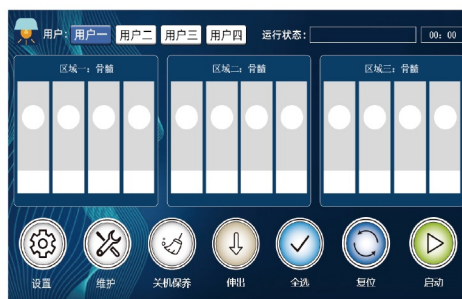 用户： 用户一 用户二 用户三 用户四 运行状态： 00：00
区域一：骨髓 区域二：骨髓 区域三：骨髓
设置 维护 关机保养 伸出 全选 复位 启动